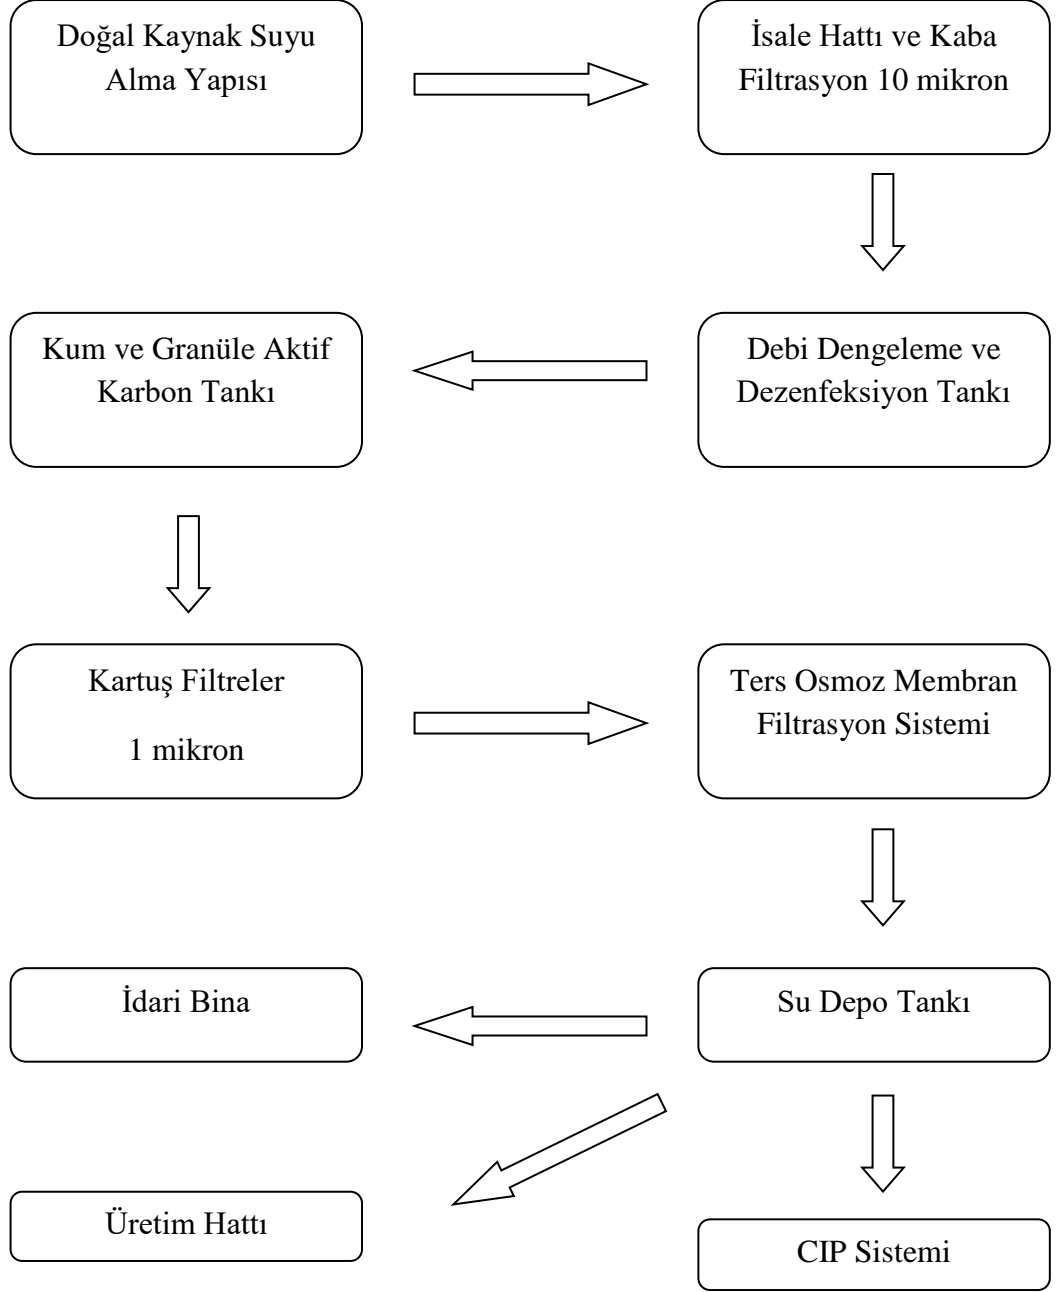 Doğal Kaynak Suyu
Alma Yapısı
İsale Hattı ve Kaba
Filtrasyon 10 mikron
Debi Dengeleme ve
Dezenfeksiyon Tankı
Kum ve Granüle Aktif
Karbon Tankı
Kartuş Filtreler
1 mikron
Ters Osmoz Membran
Filtrasyon Sistemi
Su Depo Tankı
İdari Bina
Üretim Hattı
CIP Sistemi